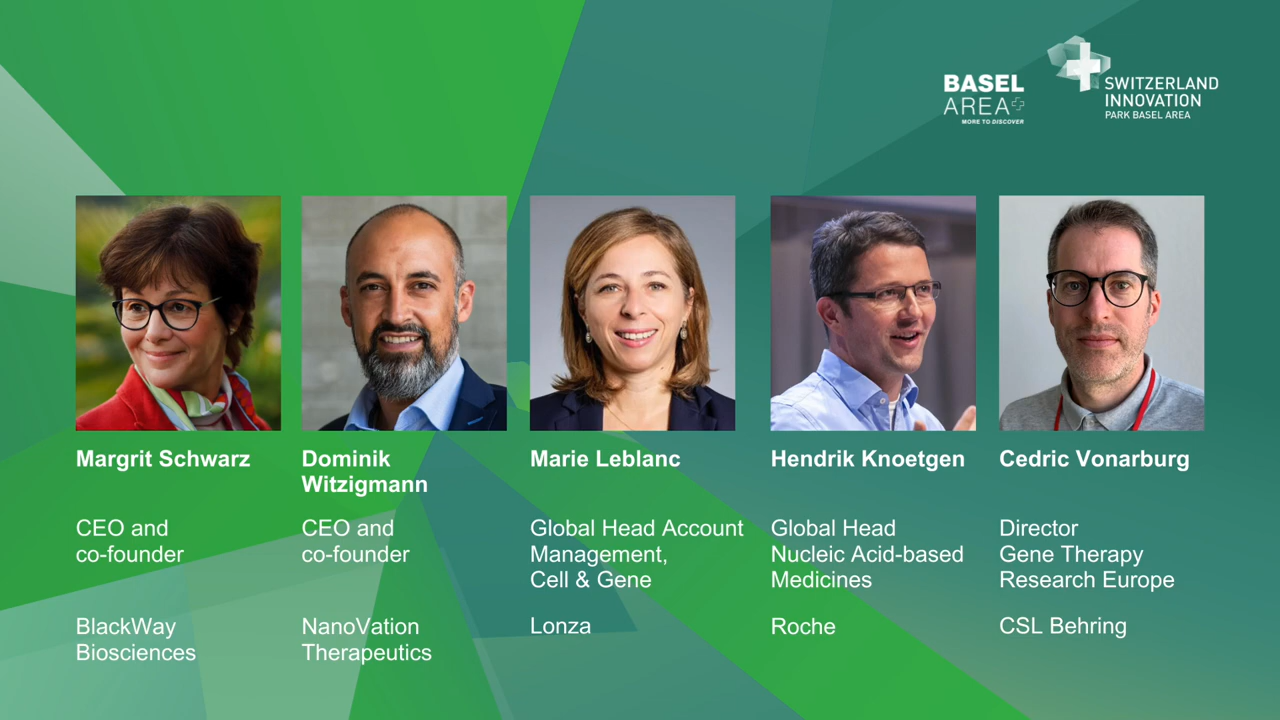 BASEL
AREA
MORE TO DISCOVER
SWITZERLAND
INNOVATION
PARK BASEL AREA
Margrit Schwarz
CEO and
co-founder
BlackWay
Biosciences
Dominik
Witzigmann
CEO and
co-founder
NanoVation
Therapeutics
Marie Leblanc
Global Head Account
Management,
Cell & Gene
Lonza
Hendrik Knoetgen
Global Head
Nucleic Acid-based
Medicines
Roche
Cedric Vonarburg
Director
Gene Therapy
Research Europe
CSL Behring